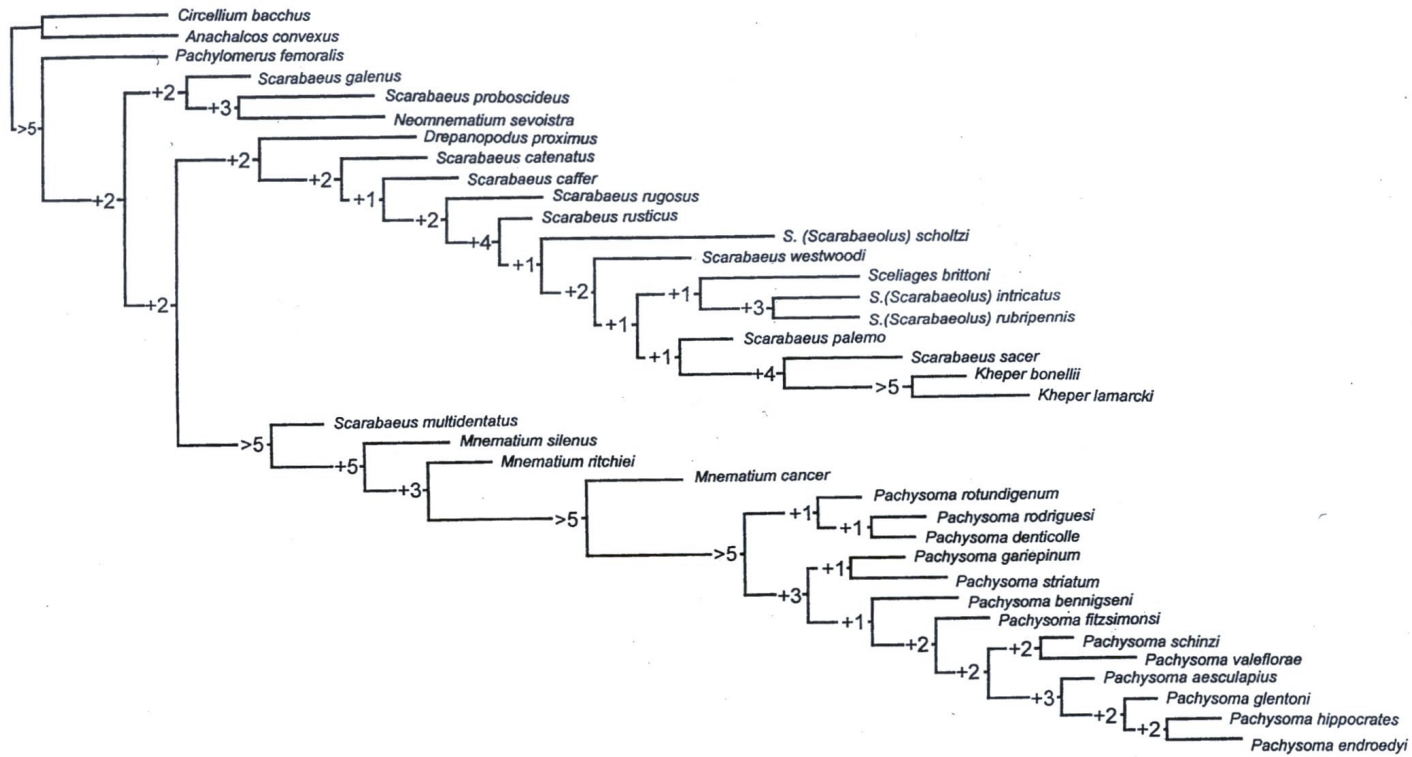 Circellium bacchus
Anachalcos convexus
Pachylomerus femoralis
Scarabaeus galenus
+2
Scarabaeus proboscideus
+3
Neomnematium sevoistra
>5
Drepanopodus proximus
+2
Scarabaeus catenatus
+2
Scarabaeus caffer
+1
Scarabaeus rugosus
+2
Scarabeus rusticus
+2
+4
S. (Scarabaeolus) scholtzi
+1
Scarabaeus westwoodi
Sceliages brittoni
+2
+1
S.(Scarabaeolus) intricatus
+2
+3
S.(Scarabaeolus) rubripennis
+1
Scarabaeus palemo
+1
Scarabaeus sacer
+4
Kheper bonellii
>5
Kheper lamarcki
Scarabaeus multidentatus
>5
Mnematium silenus
+5
Mnematium ritchiei
+3
Mnematium cancer
>5
Pachysoma rotundigenum
+1
Pachysoma rodriguesi
+1
Pachysoma denticolle
>5
Pachysoma gariepinum
+1
Pachysoma striatum
+3
Pachysoma bennigseni
+1
Pachysoma fitzsimonsi
+2
Pachysoma schinzi
+2
Pachysoma valeflorae
+2
Pachysoma aesculapius
+3
Pachysoma glentoni
+2
Pachysoma hippocrates
+2
Pachysoma endroedyi